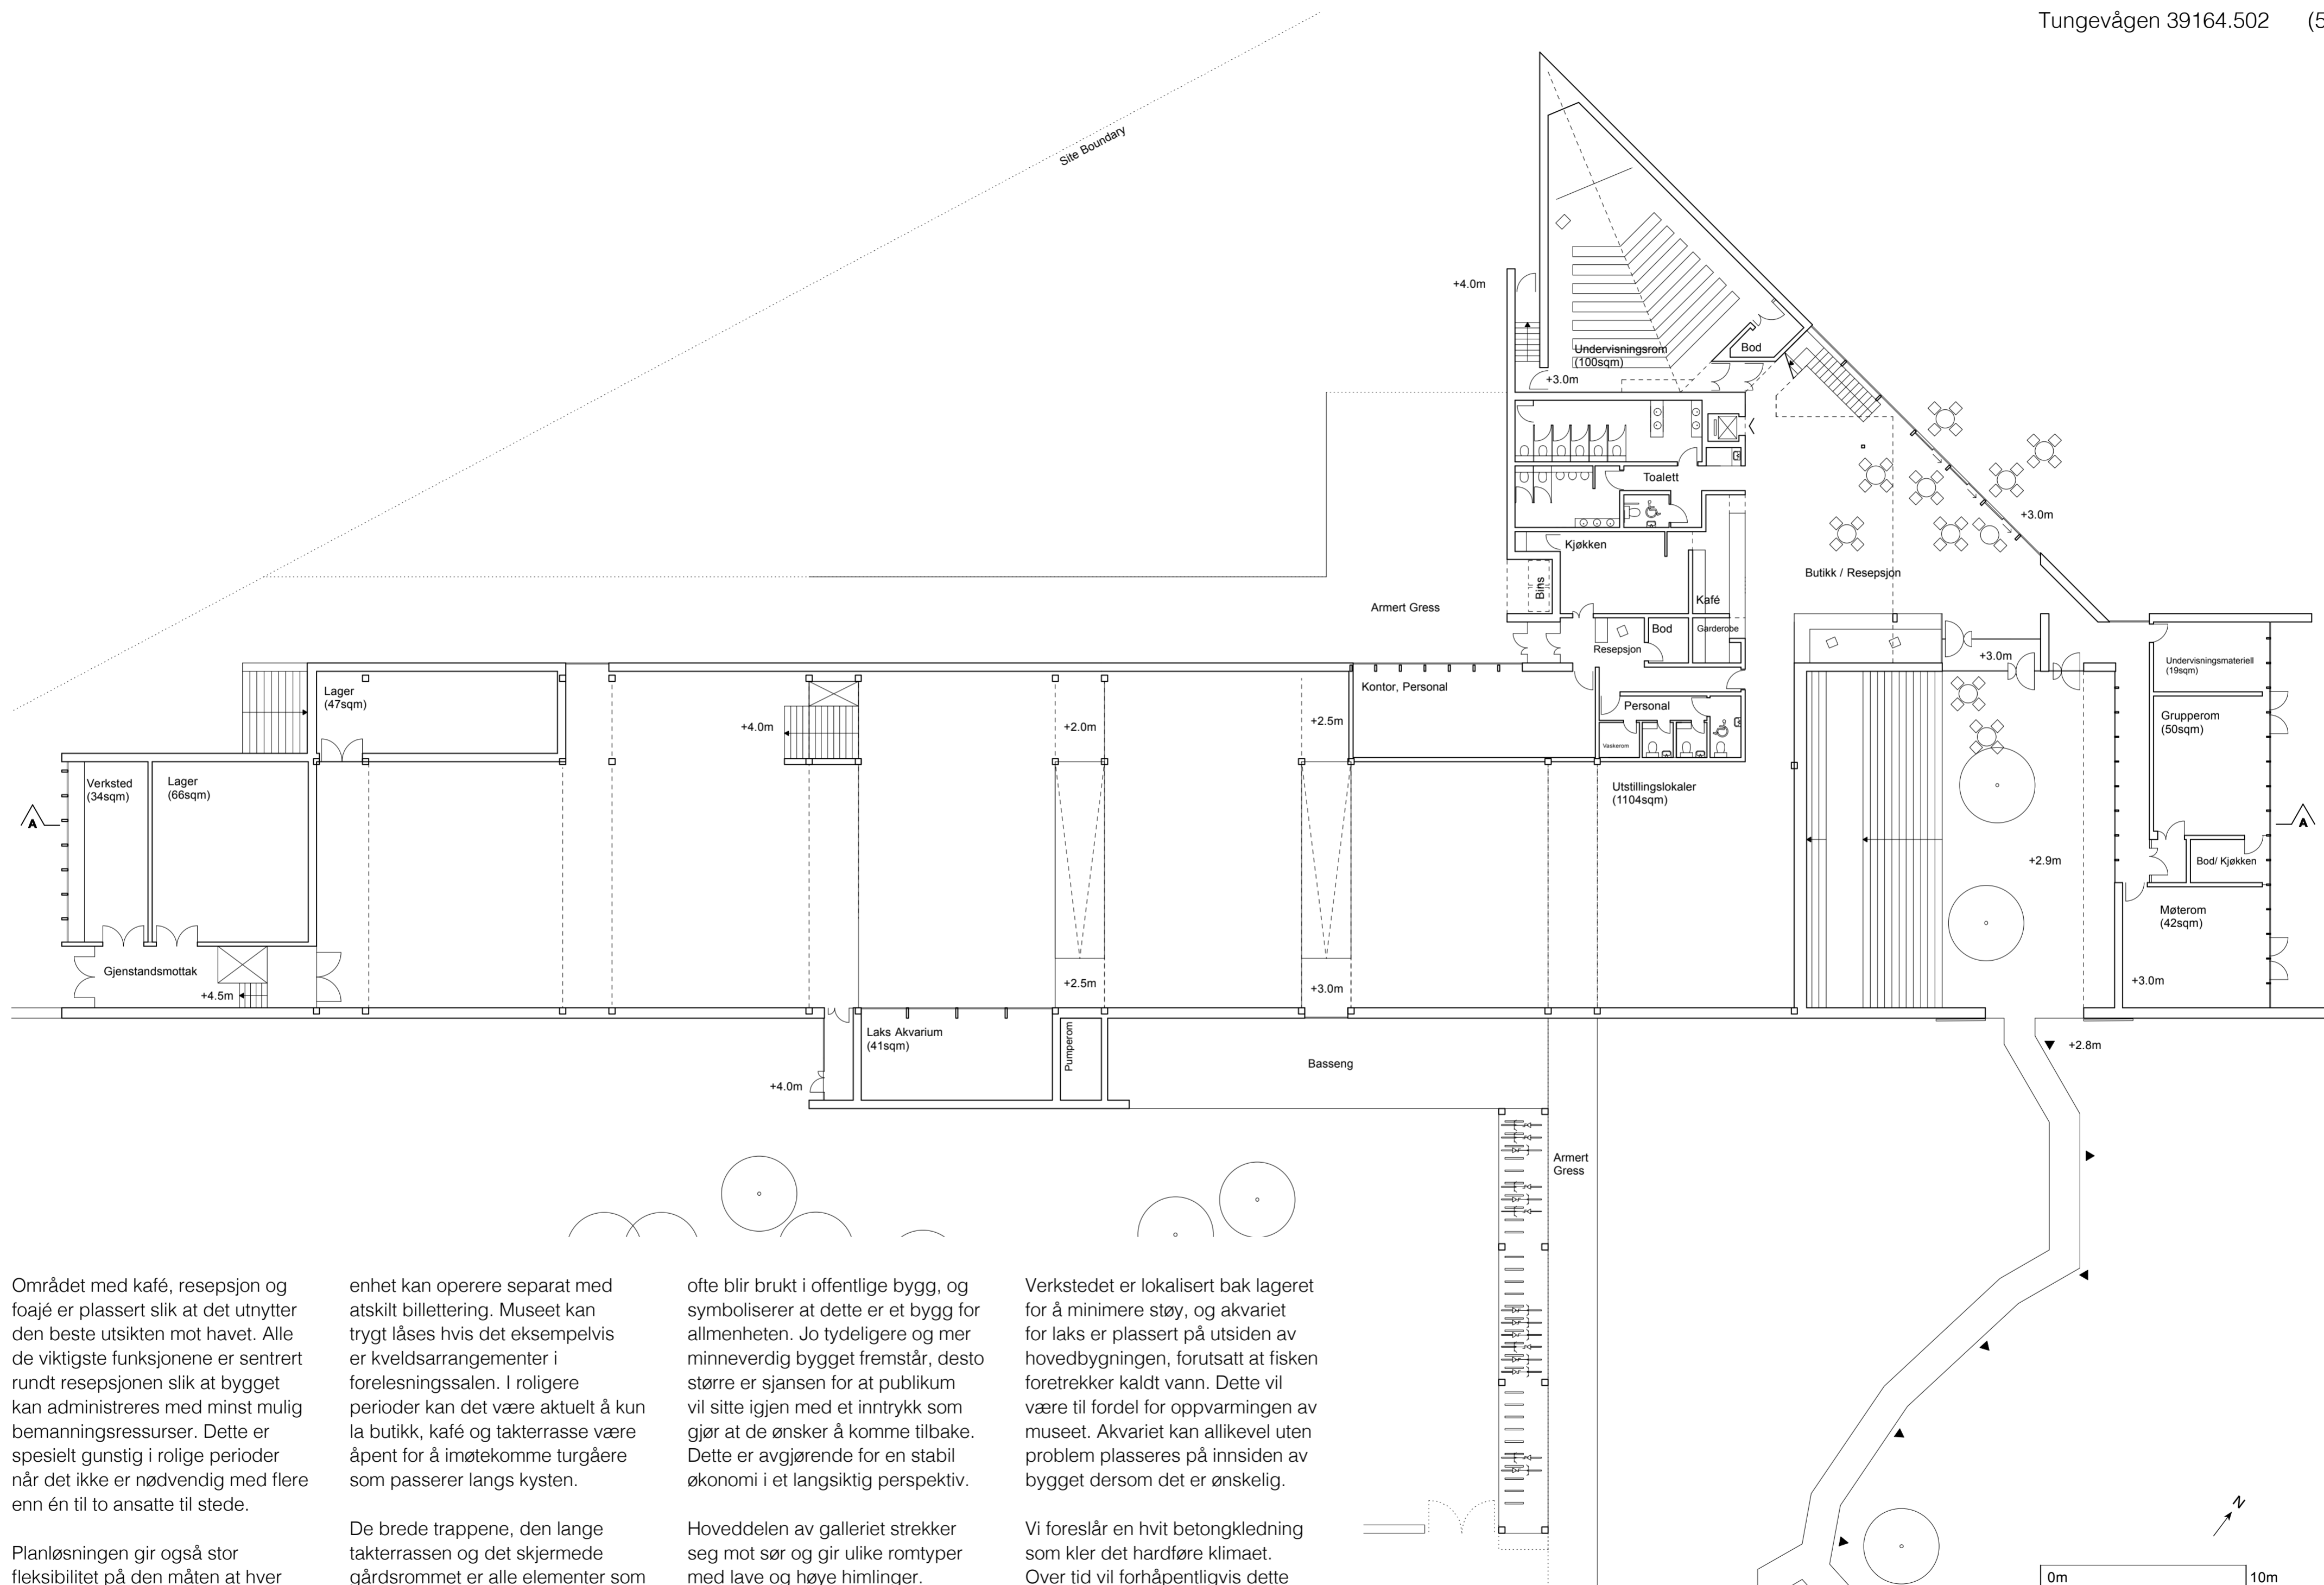 Tungevågen 39164.502 (5
Site Boundary
+4.0m
Undervisningsrom
(100sqm)
Bod
+3.0m
Toalett
+3.0m
Kjøkken
Butikk / Resepsjon
Bins
Kafé
Armert Gress
Bod
Garderobe
Resepsjon
+3.0m
Undervisningsmateriell
(19sqm)
Lager
(47sqm)
Kontor, Personal
Personal
Grupperom
(50sqm)
+4.0m
+2.0m
+2.5m
Vaskerom
Verksted
(34sqm)
Lager
(66sqm)
Utstillingslokaler
(1104sqm)
A
A
+2.9m
Bod/ Kjøkken
Møterom
(42sqm)
Gjenstandsmottak
+4.5m
+2.5m
+3.0m
+3.0m
Laks Akvarium
(41sqm)
Pumperom
Basseng
+2.8m
+4.0m
Armert
Gress
Området med kafé, resepsjon og
foajé er plassert slik at det utnytter
den beste utsikten mot havet. Alle
de viktigste funksjonene er sentrert
rundt resepsjonen slik at bygget
kan administreres med minst mulig
bemanningsressurser. Dette er
spesielt gunstig i rolige perioder
når det ikke er nødvendig med flere
enn én til to ansatte til stede.
Planløsningen gir også stor
fleksibilitet på den måten at hver
enhet kan operere separat med
atskilt billettering. Museet kan
trygt låses hvis det eksempelvis
er kveldsarrangementer i
forelesningssalen. I roligere
perioder kan det være aktuelt å kun
la butikk, kafé og takterrasse være
åpent for å imøtekomme turgåere
som passerer langs kysten.
De brede trappene, den lange
takterrassen og det skjermede
gårdsrommet er alle elementer som
ofte blir brukt i offentlige bygg, og
symboliserer at dette er et bygg for
allmenheten. Jo tydeligere og mer
minneverdig bygget fremstår, desto
større er sjansen for at publikum
vil sitte igjen med et inntrykk som
gjør at de ønsker å komme tilbake.
Dette er avgjørende for en stabil
økonomi i et langsiktig perspektiv.
Hoveddelen av galleriet strekker
seg mot sør og gir ulike romtyper
med lave og høye himlinger.
Verkstedet er lokalisert bak lageret
for å minimere støy, og akvariet
for laks er plassert på utsiden av
hovedbygningen, forutsatt at fisken
foretrekker kaldt vann. Dette vil
være til fordel for oppvarmingen av
museet. Akvariet kan allikevel uten
problem plasseres på innsiden av
bygget dersom det er ønskelig.
Vi foreslår en hvit betongkledning
som kler det hardføre klimaet.
Over tid vil forhåpentligvis dette
N
0m 10m